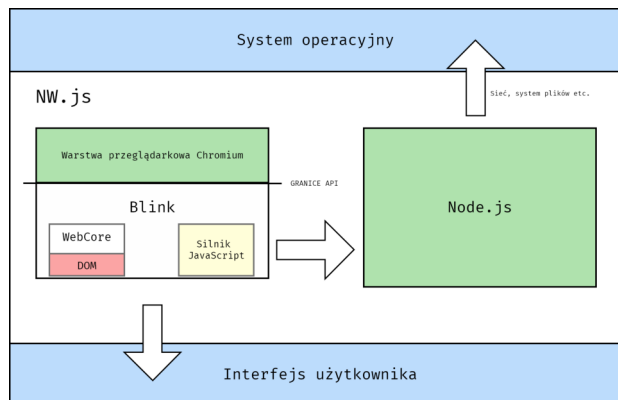 System operacyjny
NW.js
Sieć, system plików etc.
Warstwa przeglądarkowa Chromium
GRANICE API
Blink
Node.js
WebCore
Silnik
JavaScript
DOM
Interfejs użytkownika